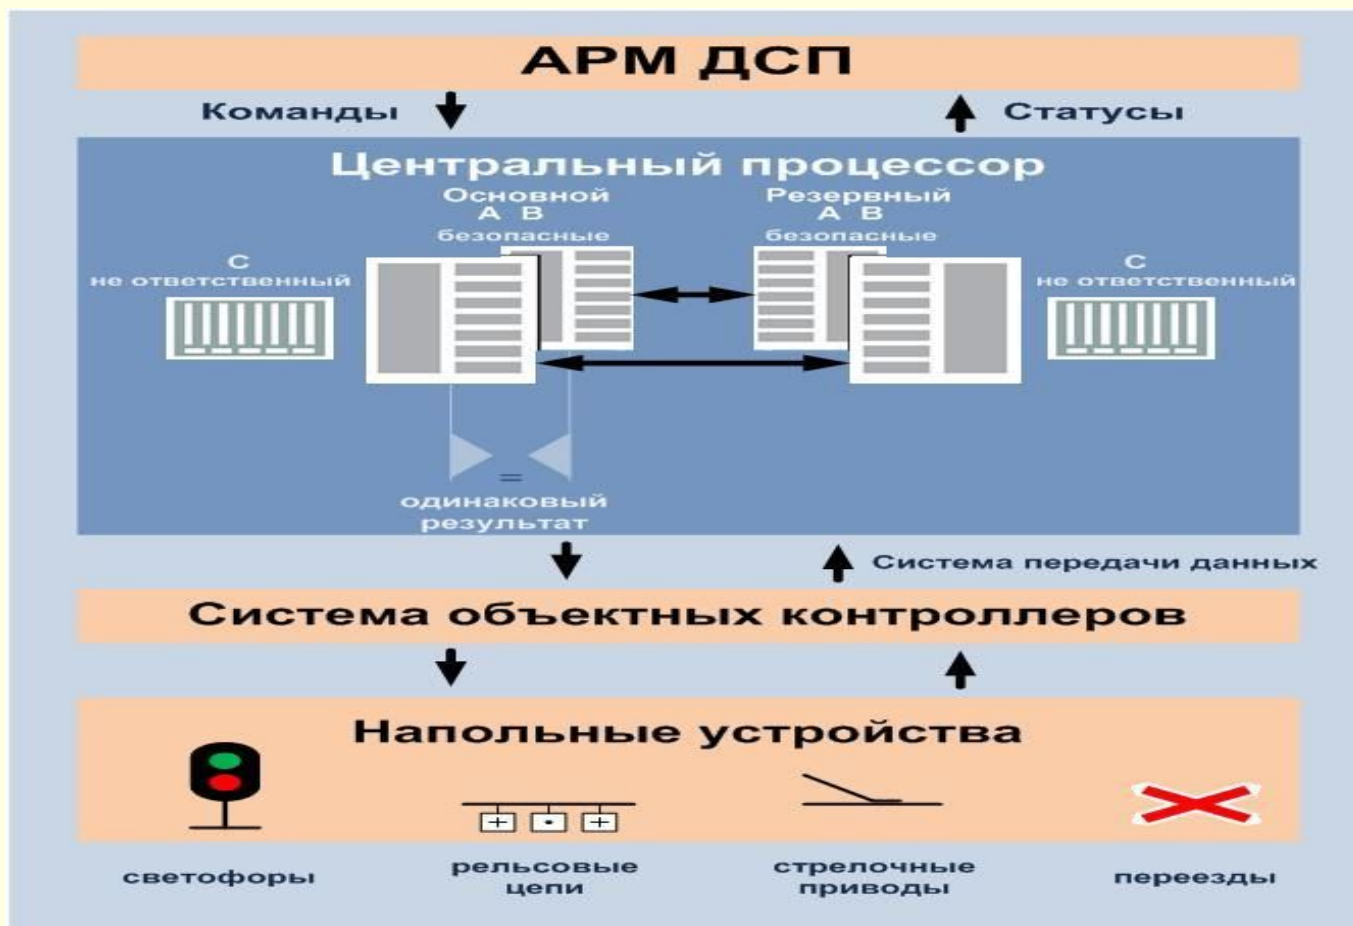 АРМ ДСП
Команды
Статусы
Центральный процессор
Основной
А В
безопасные
Резервный
А В
безопасные
С
не ответственный
С
не ответственный
=
одинаковый
результат
Система передачи данных
Система объектных контроллеров
Напольные устройства
светофоры
рельсовые
цепи
стрелочные
приводы
переезды